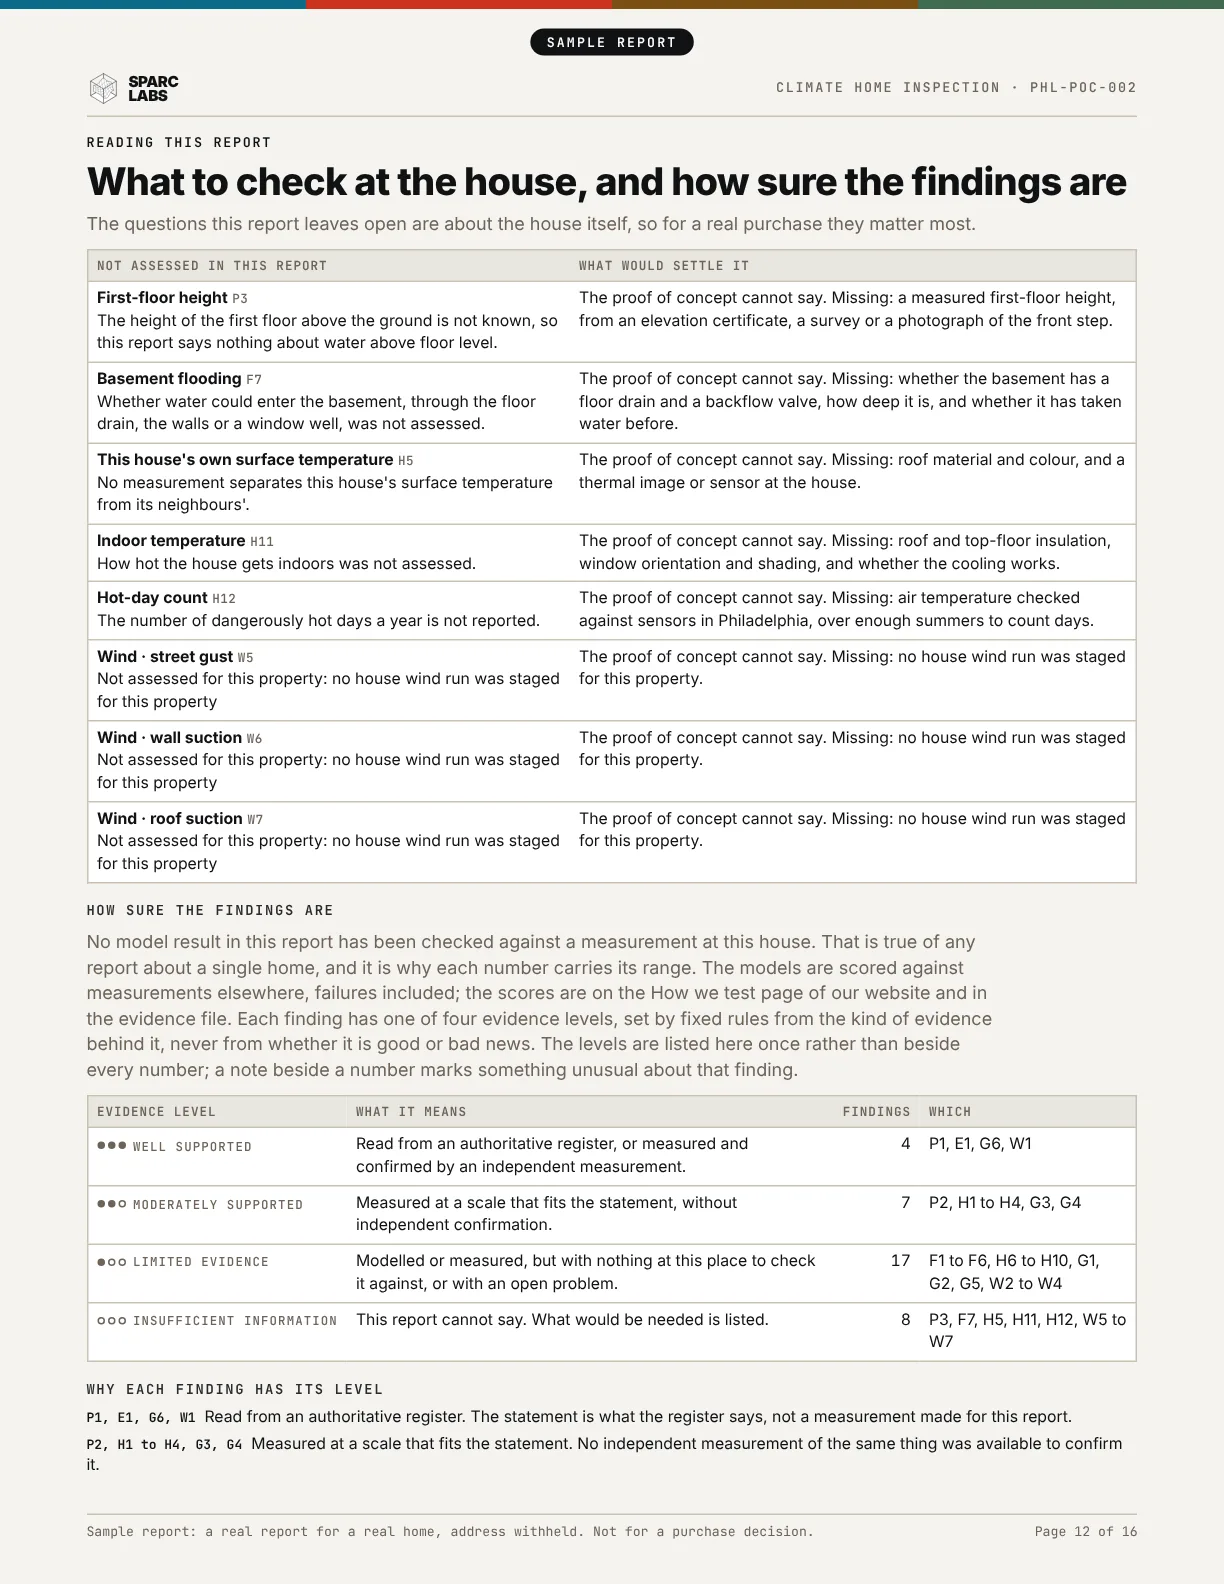 SAMPLE REPORT
SPARC
LABS
CLIMATE HOME INSPECTION · PHL-POC-002
READING THIS REPORT
What to check at the house, and how sure the findings are
The questions this report leaves open are about the house itself, so for a real purchase they matter most.
NOT ASSESSED IN THIS REPORT WHAT WOULD SETTLE IT
First-floor height P3
The height of the first floor above the ground is not known, so
this report says nothing about water above floor level.
The proof of concept cannot say. Missing: a measured first-floor height,
from an elevation certificate, a survey or a photograph of the front step.
Basement flooding F7
Whether water could enter the basement, through the floor
drain, the walls or a window well, was not assessed.
The proof of concept cannot say. Missing: whether the basement has a
floor drain and a backflow valve, how deep it is, and whether it has taken
water before.
This house's own surface temperature H5
No measurement separates this house's surface temperature
from its neighbours'.
The proof of concept cannot say. Missing: roof material and colour, and a
thermal image or sensor at the house.
Indoor temperature H11
How hot the house gets indoors was not assessed.
The proof of concept cannot say. Missing: roof and top-floor insulation,
window orientation and shading, and whether the cooling works.
Hot-day count H12
The number of dangerously hot days a year is not reported.
The proof of concept cannot say. Missing: air temperature checked
against sensors in Philadelphia, over enough summers to count days.
Wind · street gust W5
Not assessed for this property: no house wind run was staged
for this property
The proof of concept cannot say. Missing: no house wind run was staged
for this property.
Wind · wall suction W6
Not assessed for this property: no house wind run was staged
for this property
The proof of concept cannot say. Missing: no house wind run was staged
for this property.
Wind · roof suction W7
Not assessed for this property: no house wind run was staged
for this property
The proof of concept cannot say. Missing: no house wind run was staged
for this property.
HOW SURE THE FINDINGS ARE
No model result in this report has been checked against a measurement at this house. That is true of any
report about a single home, and it is why each number carries its range. The models are scored against
measurements elsewhere, failures included; the scores are on the How we test page of our website and in
the evidence file. Each finding has one of four evidence levels, set by fixed rules from the kind of evidence
behind it, never from whether it is good or bad news. The levels are listed here once rather than beside
every number; a note beside a number marks something unusual about that finding.
EVIDENCE LEVEL WHAT IT MEANS FINDINGS WHICH
WELL SUPPORTED
Read from an authoritative register, or measured and
confirmed by an independent measurement.
4
P1, E1, G6, W1
MODERATELY SUPPORTED
Measured at a scale that fits the statement, without
independent confirmation.
7
P2, H1 to H4, G3, G4
LIMITED EVIDENCE
Modelled or measured, but with nothing at this place to check
it against, or with an open problem.
17
F1 to F6, H6 to H10, G1,
G2, G5, W2 to W4
INSUFFICIENT INFORMATION
This report cannot say. What would be needed is listed.
8
P3, F7, H5, H11, H12, W5 to
W7
WHY EACH FINDING HAS ITS LEVEL
P1, E1, G6, W1 Read from an authoritative register. The statement is what the register says, not a measurement made for this report.
P2, H1 to H4, G3, G4 Measured at a scale that fits the statement. No independent measurement of the same thing was available to confirm
it.
Sample report: a real report for a real home, address withheld. Not for a purchase decision.
Page 12 of 16